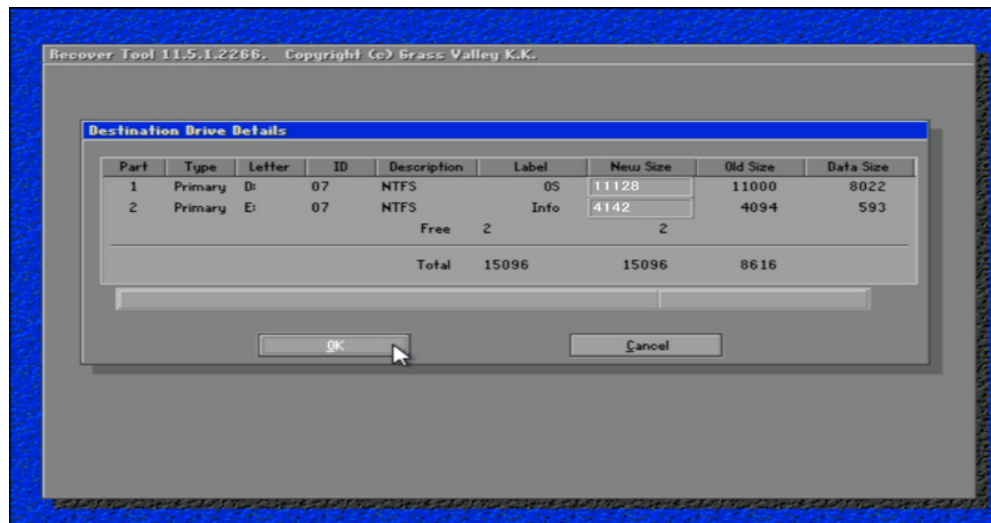 Recover Tool 11.5.1.2266. Copyright (c) Grass Valley K.K.
Destination Drive Details
Part Type Letter ID Description Label New Size Old Size Data Size
1 Primary D: 07 NTFS OS 11128 11000 8022
2 Primary E: 07 NTFS Info 4142 4094 593
Free 2 2
Total 15096 15096 8616
OK Cancel